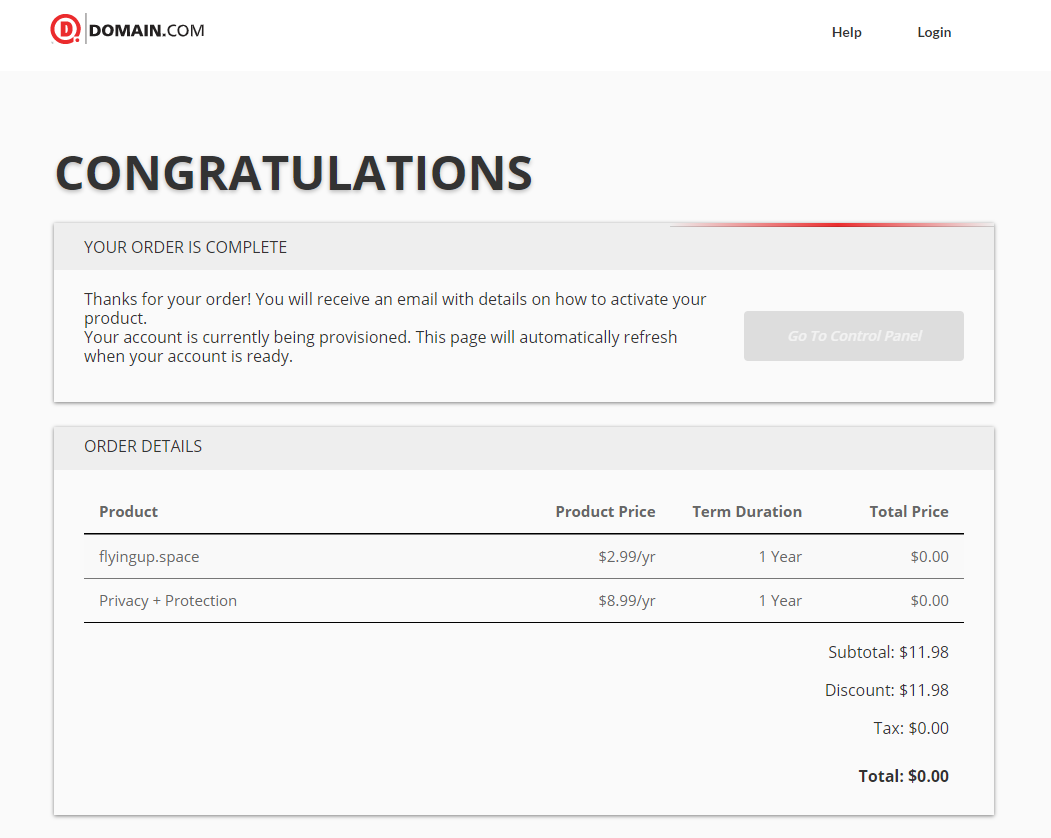 DOMAIN.COM
Help Login
CONGRATULATIONS
YOUR ORDER IS COMPLETE
Thanks for your order! You will receive an email with details on how to activate your
product.
Your account is currently being provisioned. This page will automatically refresh
when your account is ready.
Go To Control Panel
ORDER DETAILS
Product Product Price Term Duration Total Price
flyingup.space $2.99/yr 1 Year $0.00
Privacy + Protection $8.99/yr 1 Year $0.00
Subtotal: $11.98
Discount: $11.98
Tax: $0.00
Total: $0.00